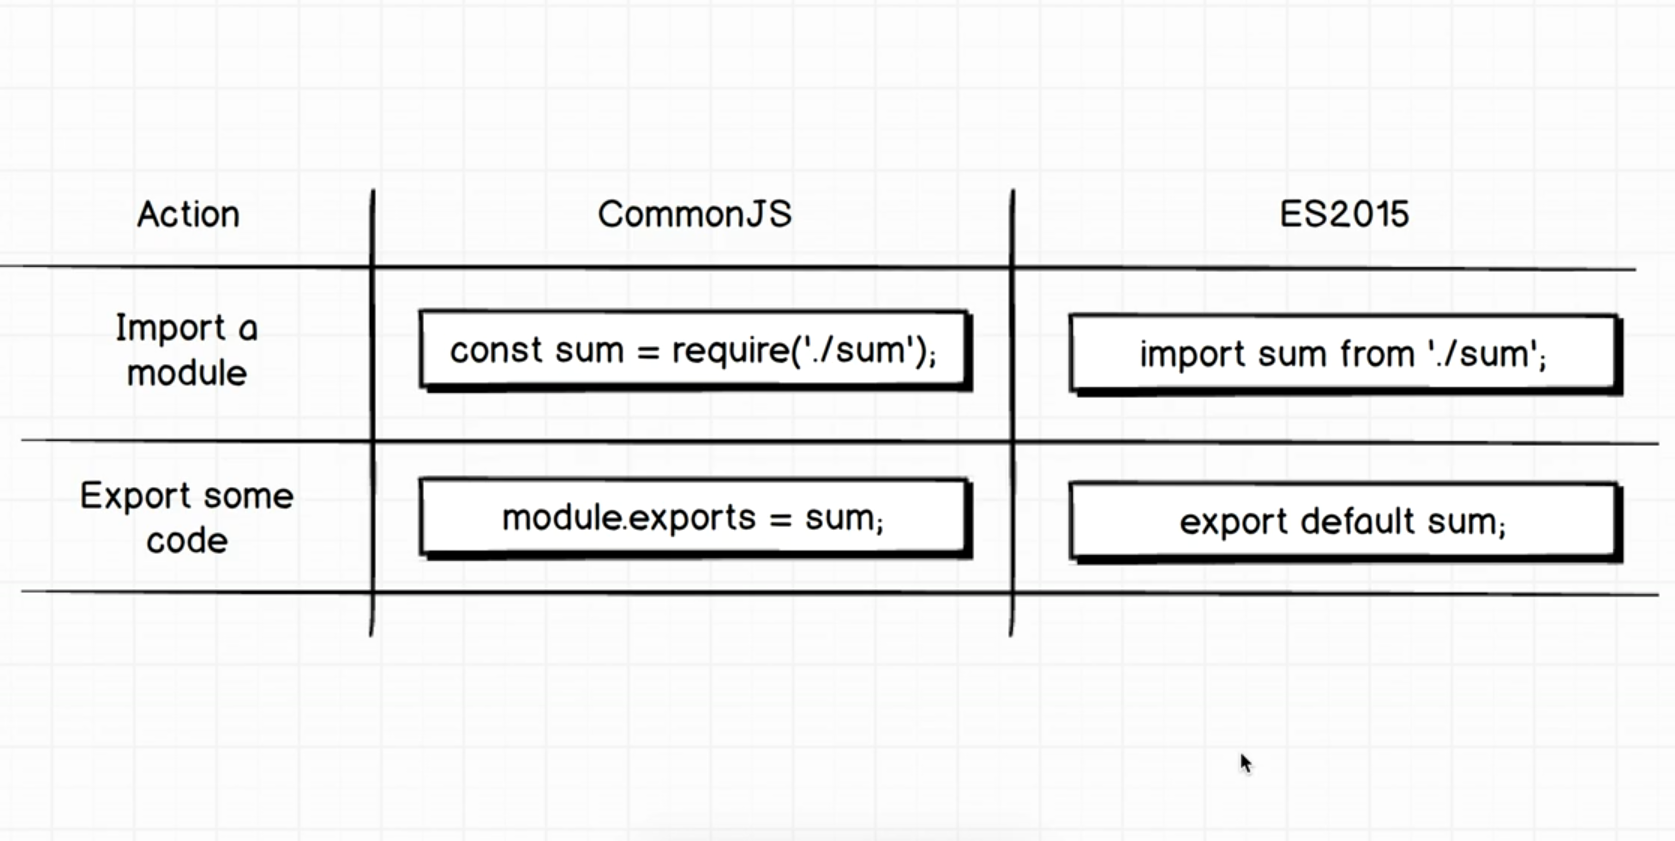 Action
CommonJS
ES2015
Import a
module
const sum = require('./sum');
import sum from './sum';
Export some
code
module.exports = sum;
export default sum;